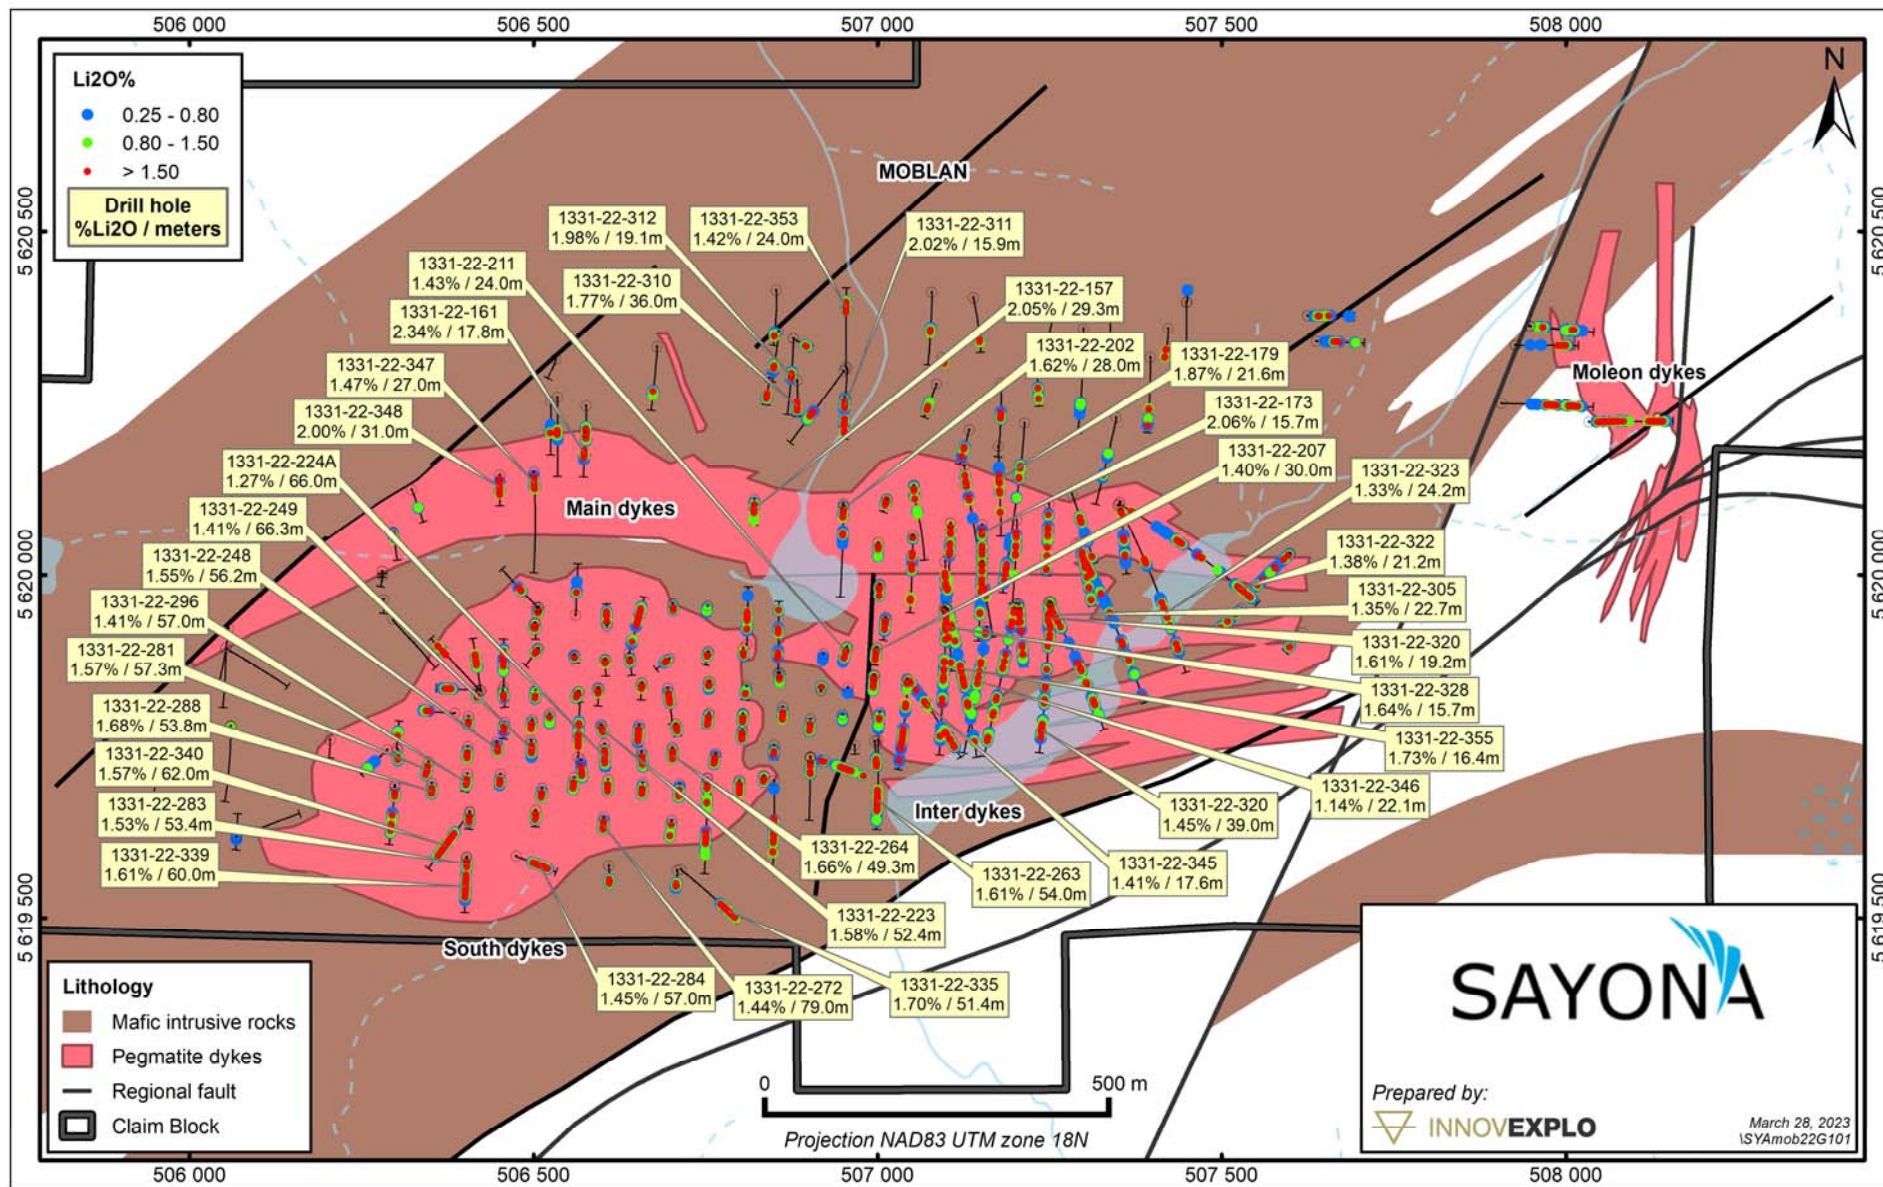 506 000
506 500
507 000
507 500
508 000
Li2O%
0.25 - 0.80
0.80 - 1.50
> 1.50
Drill hole
%Li2O / meters
N
5 620 500
5 620 500
5 620 000
5 620 000
5 619 500
5 619 500
MOBLAN
1331-22-312
1.98% / 19.1m
1331-22-353
1.42% / 24.0m
1331-22-311
2.02% / 15.9m
1331-22-211
1.43% / 24.0m
1331-22-310
1.77% / 36.0m
1331-22-157
2.05% / 29.3m
1331-22-161
2.34% / 17.8m
1331-22-202
1.62% / 28.0m
1331-22-179
1.87% / 21.6m
1331-22-347
1.47% / 27.0m
Moleon dykes
1331-22-173
2.06% / 15.7m
1331-22-348
2.00% / 31.0m
1331-22-207
1.40% / 30.0m
1331-22-224A
1.27% / 66.0m
1331-22-323
1.33% / 24.2m
Main dykes
1331-22-249
1.41% / 66.3m
1331-22-322
1.38% / 21.2m
1331-22-248
1.55% / 56.2m
1331-22-305
1.35% / 22.7m
1331-22-296
1.41% / 57.0m
1331-22-320
1.61% / 19.2m
1331-22-281
1.57% / 57.3m
1331-22-328
1.64% / 15.7m
1331-22-288
1.68% / 53.8m
1331-22-355
1.73% / 16.4m
1331-22-340
1.57% / 62.0m
1331-22-346
1.14% / 22.1m
1331-22-283
1.53% / 53.4m
Inter dykes
1331-22-320
1.45% / 39.0m
1331-22-339
1.61% / 60.0m
1331-22-264
1.66% / 49.3m
1331-22-345
1.41% / 17.6m
1331-22-263
1.61% / 54.0m
1331-22-223
1.58% / 52.4m
South dykes
1331-22-284
1.45% / 57.0m
1331-22-272
1.44% / 79.0m
1331-22-335
1.70% / 51.4m
Lithology
Mafic intrusive rocks
Pegmatite dykes
Regional fault
Claim Block
0
500 m
Projection NAD83 UTM zone 18N
SAYONA
Prepared by:
INNOVEXPLO
March 28, 2023
\SYAmob22G101
506 000
506 500
507 000
507 500
508 000